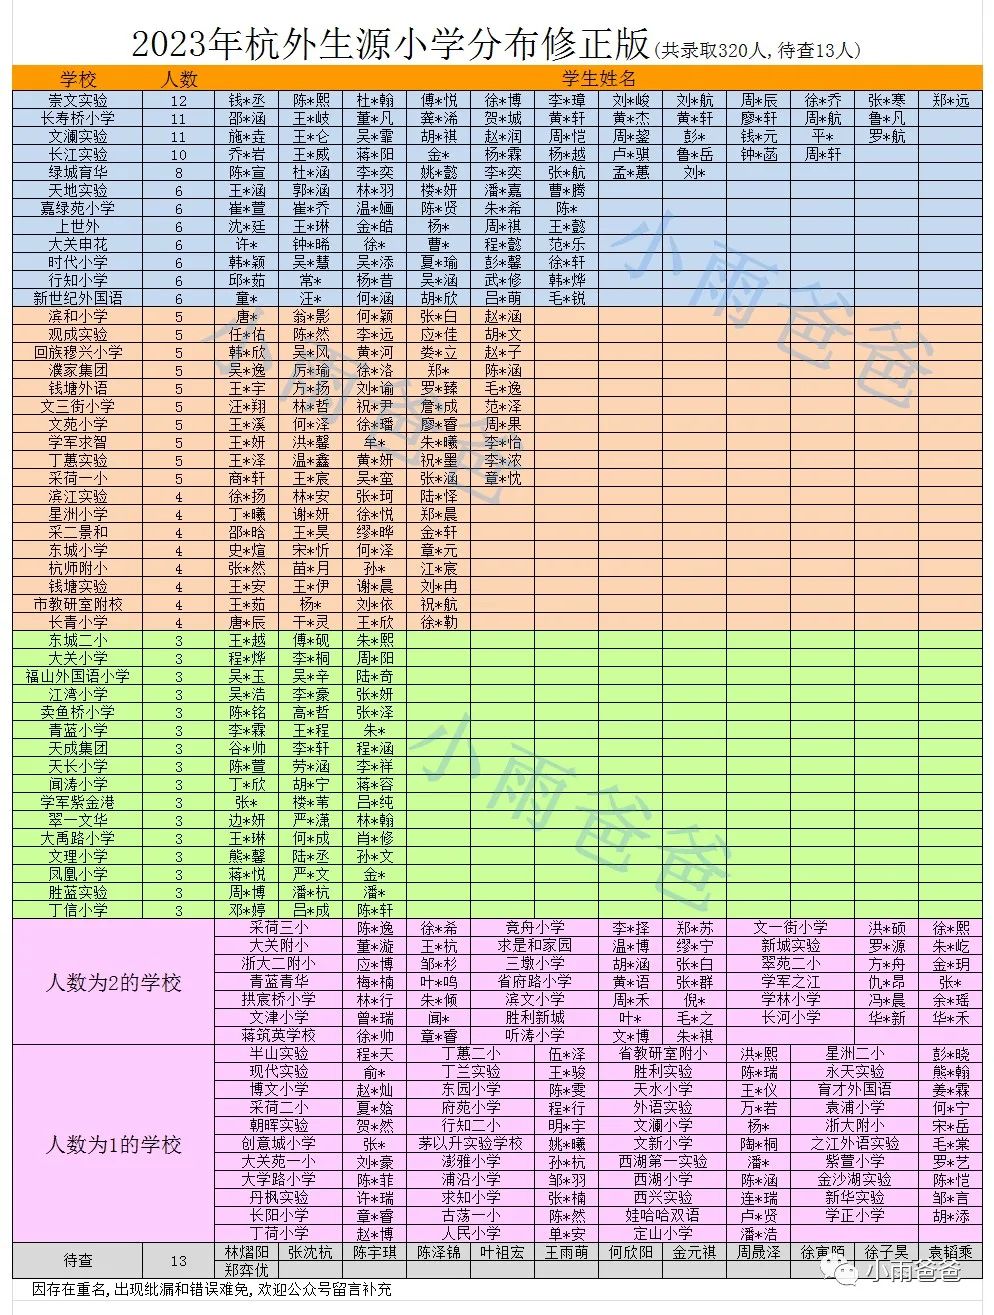 2023年杭外生源小学分布修正版(共录取320人,待查13人)
学校 人数 学生姓名
崇文实验 12 钱*丞 陈*熙 杜*翰 傅*悦 徐*博 李*璋 刘*峻 刘*航 周*辰 徐*乔 张*寒 郑*远
长寿桥小学 11 邵*涵 王*岐 董*凡 龚*浠 贺*城 黄*轩 黄*杰 黄*轩 廖*轩 周*航 鲁*凡
文澜实验 11 施*垚 王*仑 吴*霏 胡*祺 赵*润 周*恺 周*鋆 彭* 钱*元 平* 罗*航
长江实验 10 乔*岩 王*威 蒋*阳 金* 杨*霖 杨*越 卢*骐 鲁*岳 钟*菡 周*轩
绿城育华 8 陈*宣 杜*涵 李*奕 姚*懿 李*奕 张*航 孟*蕙 刘*
天地实验 6 王*涵 郭*涵 林*羽 楼*妍 潘*嘉 曹*腾
嘉绿苑小学 6 崔*萱 崔*乔 温*婳 陈*贤 朱*希 陈*
上世外 6 沈*廷 王*琳 金*皓 杨* 周*祺 王*懿
大关申花 6 许* 钟*晞 徐* 曹* 程*懿 范*乐
时代小学 6 韩*颖 吴*慧 吴*添 夏*瑜 彭*馨 徐*轩
行知小学 6 邱*茹 常* 杨*昔 吴*涵 武*修 韩*烨
新世纪外国语 6 童* 汪* 何*涵 胡*欣 吕*萌 毛*锐
滨和小学 5 唐* 翁*影 何*颖 张*白 赵*涵
观成实验 5 任*佑 陈*然 李*远 应*佳 胡*文
回族穆兴小学 5 韩*欣 吴*风 黄*河 娄*立 赵*子
濮家集团 5 吴*逸 厉*瑜 徐*洛 郑* 陈*涵
钱塘外语 5 王*宇 方*扬 刘*谕 罗*臻 毛*逸
文三街小学 5 汪*翔 林*哲 祝*尹 詹*成 范*泽
文苑小学 5 王*溪 何*泽 徐*璠 廖*睿 周*果
学军求智 5 王*妍 洪*馨 牟* 朱*曦 李*怡
丁蕙实验 5 王*泽 温*鑫 黄*妍 祝*墨 李*浓
采荷一小 5 商*轩 王*宸 吴*蛮 张*涵 章*忱
滨江实验 4 徐*扬 林*安 张*珂 陆*怿
星洲小学 4 丁*曦 谢*妍 徐*悦 郑*晨
采二景和 4 邵*晗 王*昊 缪*晔 金*轩
东城小学 4 史*煊 宋*忻 何*泽 章*元
杭师附小 4 张*然 苗*月 孙* 江*宸
钱塘实验 4 王*安 王*伊 谢*晨 刘*冉
市教研室附校 4 王*茹 杨* 刘*依 祝*航
长青小学 4 唐*辰 干*灵 王*欣 徐*勒
东城二小 3 王*越 傅*砚 朱*熙
大关小学 3 程*烨 李*桐 周*阳
福山外国语小学 3 吴*玉 吴*辛 陆*奇
江湾小学 3 吴*浩 李*豪 张*妍
卖鱼桥小学 3 陈*铭 高*哲 张*泽
青蓝小学 3 李*霖 王*程 朱*
天成集团 3 谷*帅 李*轩 程*涵
天长小学 3 陈*萱 劳*涵 李*祥
闻涛小学 3 丁*欣 胡*宁 蒋*容
学军紫金港 3 张* 楼*苇 吕*纯
翠一文华 3 边*妍 严*潇 林*翰
大禹路小学 3 王*琳 何*成 肖*修
文理小学 3 熊*馨 陆*丞 孙*文
凤凰小学 3 蒋*悦 严*文 金*
胜蓝实验 3 周*博 潘*杭 潘*
丁信小学 3 邓*婷 吕*成 陈*轩
人数为2的学校
采荷三小 陈*逸 徐*希 竞舟小学 李*择 郑*苏 文一街小学 洪*硕 徐*熙
大关附小 董*漩 王*杭 求是和家园 温*博 缪*宁 新城实验 罗*源 朱*屹
浙大二附小 应*博 邹*杉 三墩小学 胡*涵 张*白 翠苑二小 方*舟 金*玥
青蓝青华 梅*楠 叶*呜 省府路小学 黄*语 张*群 学军之江 仇*昂 张*
拱宸桥小学 林*行 朱*倾 滨文小学 周*禾 倪* 学林小学 冯*晨 余*瑶
文津小学 曾*瑞 闻* 胜利新城 叶* 毛*之 长河小学 华*新 华*禾
蒋筑英学校 徐*帅 章*睿 听涛小学 文*博 朱*祺
人数为1的学校
半山实验 程*天 丁蕙二小 伍*泽 省教研室附小 洪*熙 星洲二小 彭*晓
现代实验 俞* 丁兰实验 王*骏 胜利实验 陈*瑞 永天实验 熊*翰
博文小学 赵*灿 东园小学 陈*雯 天水小学 王*仪 育才外国语 姜*霖
采荷二小 夏*焓 府苑小学 程*行 外语实验 万*若 袁浦小学 何*宁
朝晖实验 贺*然 行知二小 明*宇 文澜小学 杨* 浙大附小 宋*岳
创意城小学 张* 茅以升实验学校 姚*曦 文新小学 陶*桐 之江外语实验 毛*棠
大关苑一小 刘*豪 澎雅小学 孙*杭 西湖第一实验 潘* 紫萱小学 罗*艺
大学路小学 陈*菲 浦沿小学 邹*羽 西湖小学 陈*涵 金沙湖实验 陈*恺
丹枫实验 许*瑞 求知小学 张*楠 西兴实验 连*瑞 新华实验 邹*言
长阳小学 章*睿 古荡一小 陈*然 娃哈哈双语 卢*贤 学正小学 胡*添
丁荷小学 赵*博 人民小学 单*安 定山小学 潘*浩
待查 13 林熠阳 张沈杭 陈宇琪 陈泽锦 叶祖宏 王雨萌 何欣阳 金元祺 周晟泽 徐寅阳 徐子昊 袁韬乘
郑弈优
因存在重名,出现纰漏和错误难免,欢迎公众号留言补充
小雨爸爸
小雨爸爸
小雨爸爸
小雨爸爸